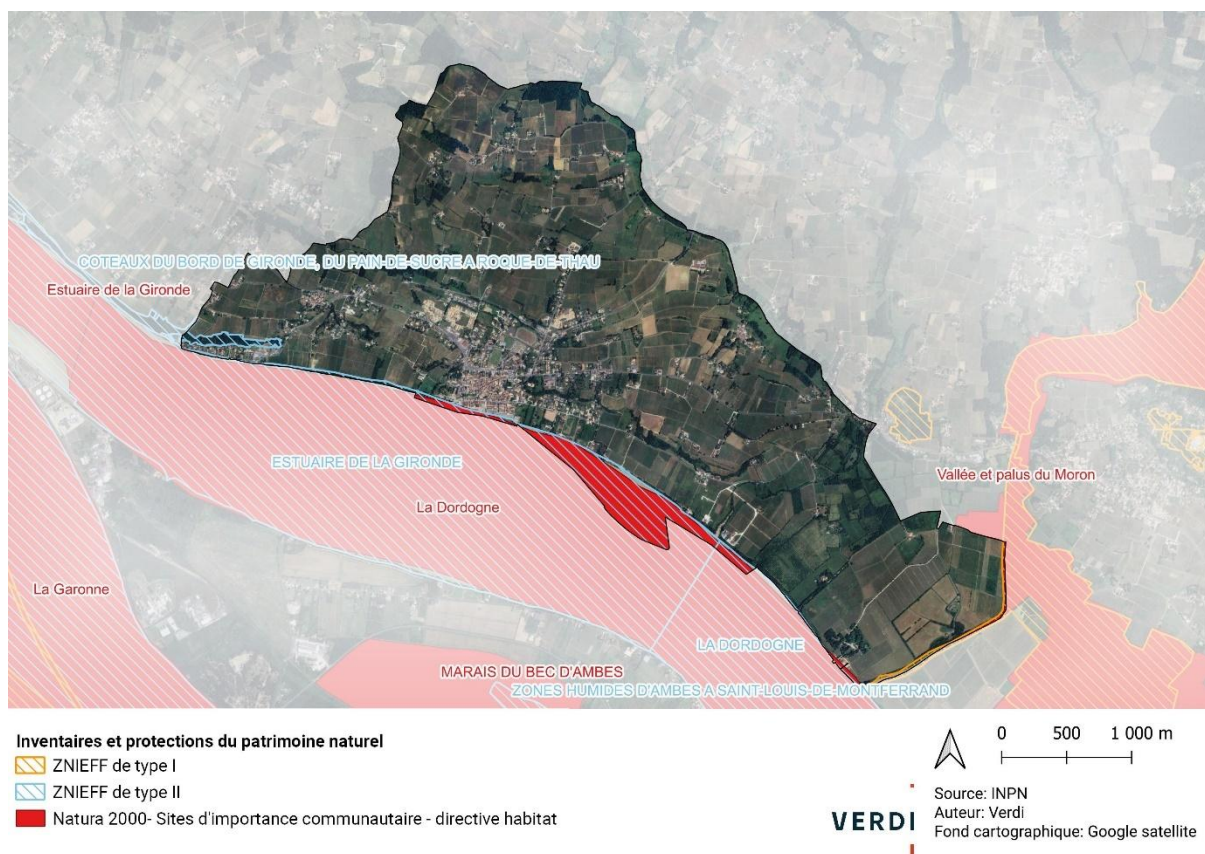 COTEAUX DU BORD DE GIRONDE, DU PAIN-DE-SUCRE A ROQUE-DE-THAU
Estuaire de la Gironde
ESTUAIRE DE LA GIRONDE
Vallée et palus du Moron
La Dordogne
La Garonne
LA DORDOGNE
MARAIS DU BEC D'AMBES
ZONES HUMIDES D'AMBES A SAINT-LOUIS-DE-MONTFERRAND
Inventaires et protections du patrimoine naturel
ZNIEFF de type I
ZNIEFF de type II
Natura 2000- Sites d'importance communautaire - directive habitat
0 500 1 000 m
VERDI
Source: INPN
Auteur: Verdi
Fond cartographique: Google satellite